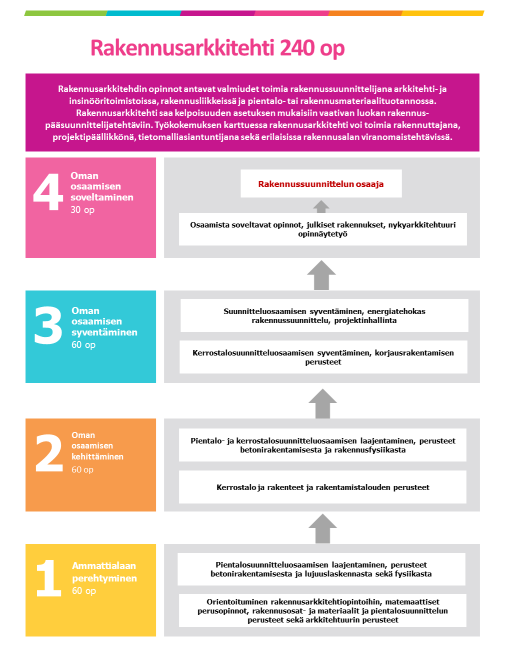 Rakennusarkkitehti 240 op
Rakennusarkkitehdin opinnot antavat valmiudet toimia rakennussuunnittelijana arkkitehti- ja
insinööritoimistoissa, rakennusliikkeissä ja pientalo- tai rakennusmateriaalituotannossa.
Rakennusarkkitehti saa kelpoisuuden asetuksen mukaisiin vaativan luokan rakennus-
pääsuunnittelijatehtäviin. Työkokemuksen karttuessa rakennusarkkitehti voi toimia rakennuttajana,
projektipäällikkönä, tietomalliasiantuntijana sekä erilaisissa rakennusalan viranomaistehtävissä.
4
Oman
osaamisen
soveltaminen
30 op
Rakennussuunnittelun osaaja
Osaamista soveltavat opinnot, julkiset rakennukset, nykyarkkitehtuuri
opinnäytetyö
3
Oman
osaamisen
syventäminen
60 op
Suunnitteluosaamisen syventäminen, energiatehokas
rakennussuunnittelu, projektinhallinta
Kerrostalosuunnitteluosaamisen syventäminen, korjausrakentamisen
perusteet
2
Oman
osaamisen
kehittäminen
60 op
Pientalo- ja kerrostalosuunnitteluosaamisen laajentaminen, perusteet
betonirakentamisesta ja rakennusfysiikasta
Kerrostalo ja rakenteet ja rakentamistalouden perusteet
1
Ammattialaan
perehtyminen
60 op
Pientalosuunnitteluosaamisen laajentaminen, perusteet
betonirakentamisesta ja lujuuslaskennasta sekä fysiikasta
Orientoituminen rakennusarkkitehtiopintoihin, matemaattiset
perusopinnot, rakennusosat- ja materiaalit ja pientalosuunnittelun
perusteet sekä arkkitehtuurin perusteet